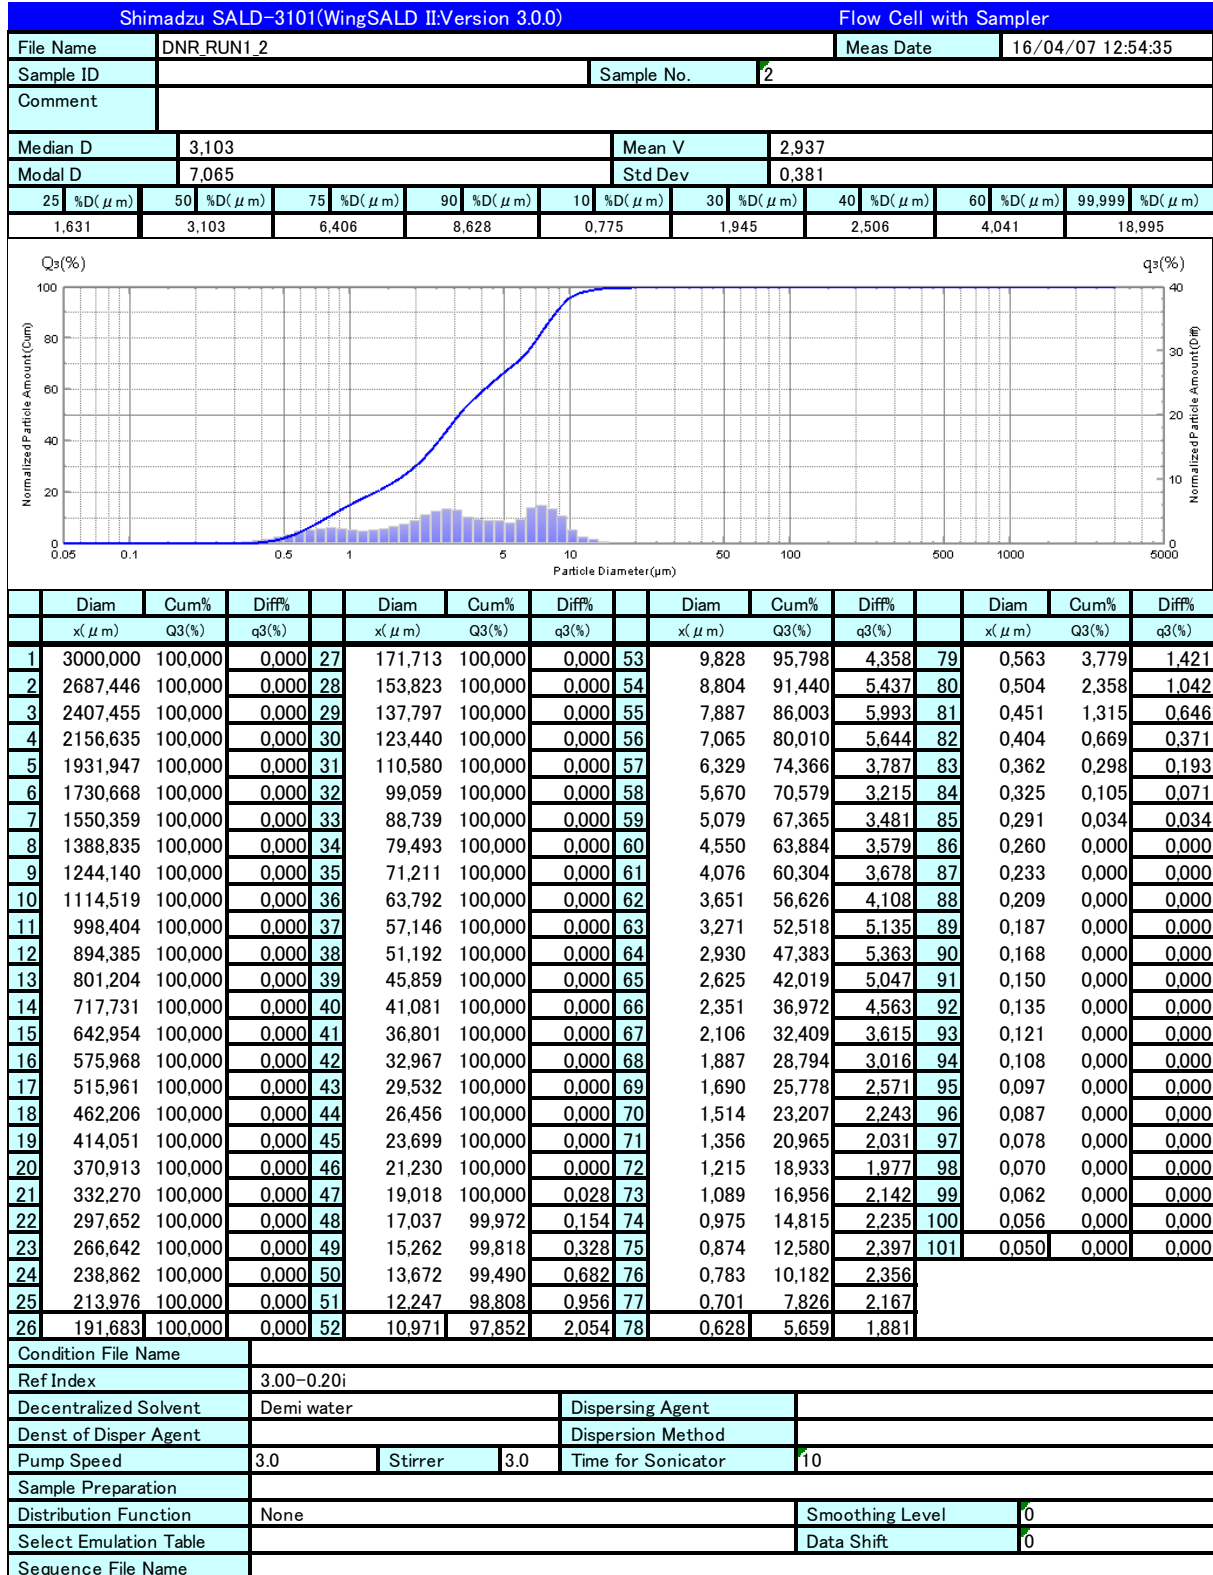 Shimadzu SALD-3101(WingSALD II:Version 3.0.0) Flow Cell with Sampler
File Name DNR_RUN1_2 Meas Date 16/04/07 12:54:35
Sample ID Sample No. 2
Comment
Median D 3,103 Mean V 2,937
Modal D 7,065 Std Dev 0,381
25 %D(μm) 50 %D(μm) 75 %D(μm) 90 %D(μm) 10 %D(μm) 30 %D(μm) 40 %D(μm) 60 %D(μm) 99,999 %D(μm)
1,631 3,103 6,406 8,628 0,775 1,945 2,506 4,041 18,995
Q3(%) q3(%)
100 80 60 40 20 0
Normalized Particle Amount(Cum)
40 30 20 10 0
Normalized Particle Amount(Diff)
0.05 0.1 0.5 1 5 10 50 100 500 1000 5000
Particle Diameter(μm)
Diam Cum% Diff% Diam Cum% Diff% Diam Cum% Diff% Diam Cum% Diff%
x(μm) Q3(%) q3(%) x(μm) Q3(%) q3(%) x(μm) Q3(%) q3(%) x(μm) Q3(%) q3(%)
1 3000,000 100,000 0,000 27 171,713 100,000 0,000 53 9,828 95,798 4,358 79 0,563 3,779 1,421
2 2687,446 100,000 0,000 28 153,823 100,000 0,000 54 8,804 91,440 5,437 80 0,504 2,358 1,042
3 2407,455 100,000 0,000 29 137,797 100,000 0,000 55 7,887 86,003 5,993 81 0,451 1,315 0,646
4 2156,635 100,000 0,000 30 123,440 100,000 0,000 56 7,065 80,010 5,644 82 0,404 0,669 0,371
5 1931,947 100,000 0,000 31 110,580 100,000 0,000 57 6,329 74,366 3,787 83 0,362 0,298 0,193
6 1730,668 100,000 0,000 32 99,059 100,000 0,000 58 5,670 70,579 3,215 84 0,325 0,105 0,071
7 1550,359 100,000 0,000 33 88,739 100,000 0,000 59 5,079 67,365 3,481 85 0,291 0,034 0,034
8 1388,835 100,000 0,000 34 79,493 100,000 0,000 60 4,550 63,884 3,579 86 0,260 0,000 0,000
9 1244,140 100,000 0,000 35 71,211 100,000 0,000 61 4,076 60,304 3,678 87 0,233 0,000 0,000
10 1114,519 100,000 0,000 36 63,792 100,000 0,000 62 3,651 56,626 4,108 88 0,209 0,000 0,000
11 998,404 100,000 0,000 37 57,146 100,000 0,000 63 3,271 52,518 5,135 89 0,187 0,000 0,000
12 894,385 100,000 0,000 38 51,192 100,000 0,000 64 2,930 47,383 5,363 90 0,168 0,000 0,000
13 801,204 100,000 0,000 39 45,859 100,000 0,000 65 2,625 42,019 5,047 91 0,150 0,000 0,000
14 717,731 100,000 0,000 40 41,081 100,000 0,000 66 2,351 36,972 4,563 92 0,135 0,000 0,000
15 642,954 100,000 0,000 41 36,801 100,000 0,000 67 2,106 32,409 3,615 93 0,121 0,000 0,000
16 575,968 100,000 0,000 42 32,967 100,000 0,000 68 1,887 28,794 3,016 94 0,108 0,000 0,000
17 515,961 100,000 0,000 43 29,532 100,000 0,000 69 1,690 25,778 2,571 95 0,097 0,000 0,000
18 462,206 100,000 0,000 44 26,456 100,000 0,000 70 1,514 23,207 2,243 96 0,087 0,000 0,000
19 414,051 100,000 0,000 45 23,699 100,000 0,000 71 1,356 20,965 2,031 97 0,078 0,000 0,000
20 370,913 100,000 0,000 46 21,230 100,000 0,000 72 1,215 18,933 1,977 98 0,070 0,000 0,000
21 332,270 100,000 0,000 47 19,018 100,000 0,028 73 1,089 16,956 2,142 99 0,062 0,000 0,000
22 297,652 100,000 0,000 48 17,037 99,972 0,154 74 0,975 14,815 2,235 100 0,056 0,000 0,000
23 266,642 100,000 0,000 49 15,262 99,818 0,328 75 0,874 12,580 2,397 101 0,050 0,000 0,000
24 238,862 100,000 0,000 50 13,672 99,490 0,682 76 0,783 10,182 2,356
25 213,976 100,000 0,000 51 12,247 98,808 0,956 77 0,701 7,826 2,167
26 191,683 100,000 0,000 52 10,971 97,852 2,054 78 0,628 5,659 1,881
Condition File Name
Ref Index 3.00-0.20i
Decentralized Solvent Demi water Dispersing Agent
Denst of Disper Agent Dispersion Method
Pump Speed 3.0 Stirrer 3.0 Time for Sonicator 10
Sample Preparation
Distribution Function None Smoothing Level 0
Select Emulation Table Data Shift 0
Sequence File Name